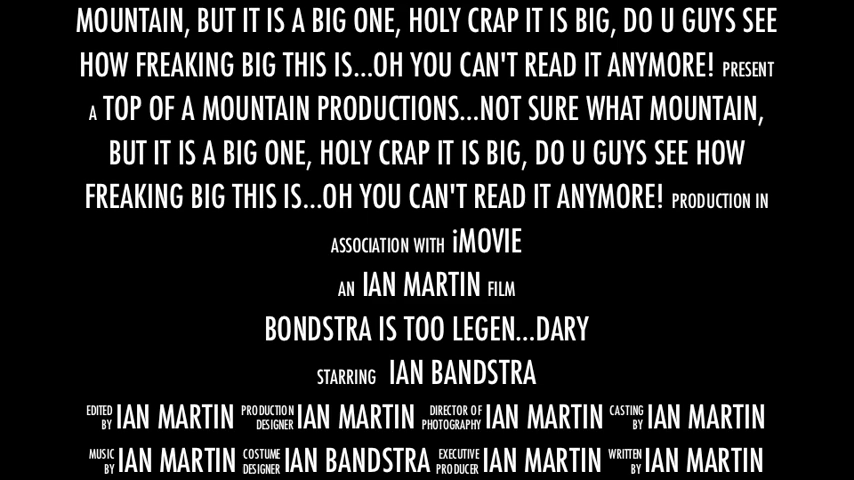 MOUNTAIN, BUT IT IS A BIG ONE, HOLY CRAP IT IS BIG, DO U GUYS SEE
HOW FREAKING BIG THIS IS...OH YOU CAN'T READ IT ANYMORE! PRESENT
A TOP OF A MOUNTAIN PRODUCTIONS...NOT SURE WHAT MOUNTAIN,
BUT IT IS A BIG ONE, HOLY CRAP IT IS BIG, DO U GUYS SEE HOW
FREAKING BIG THIS IS...OH YOU CAN'T READ IT ANYMORE! PRODUCTION IN
ASSOCIATION WITH iMOVIE
AN IAN MARTIN FILM
BONDSTRA IS TOO LEGEN...DARY
STARRING IAN BANDSTRA
EDITED BY IAN MARTIN PRODUCTION DESIGNER IAN MARTIN DIRECTOR OF PHOTOGRAPHY IAN MARTIN CASTING BY IAN MARTIN
MUSIC BY IAN MARTIN COSTUME DESIGNER IAN BANDSTRA EXECUTIVE PRODUCER IAN MARTIN WRITTEN BY IAN MARTIN